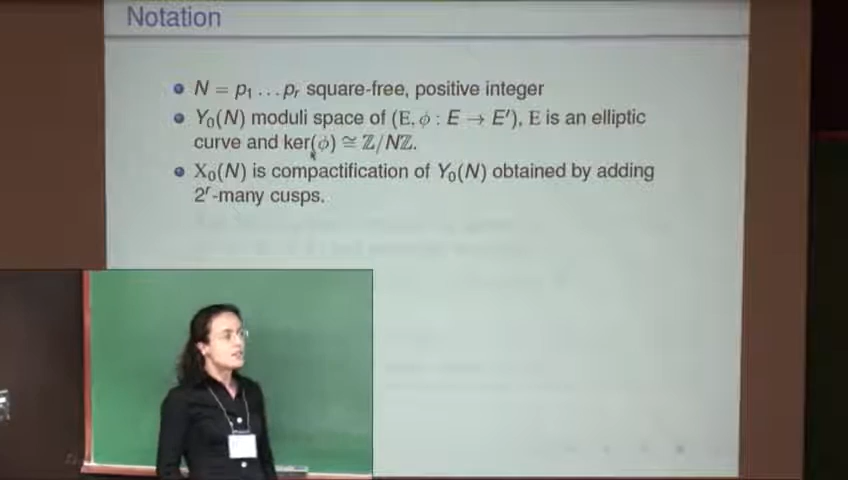 Notation
N = p₁ … pᵣ square-free, positive integer
Y₀(N) moduli space of (E, ϕ : E → E′), E is an elliptic
curve and ker(ϕ) ≅ ℤ/Nℤ.
X₀(N) is compactification of Y₀(N) obtained by adding
2ʳ-many cusps.